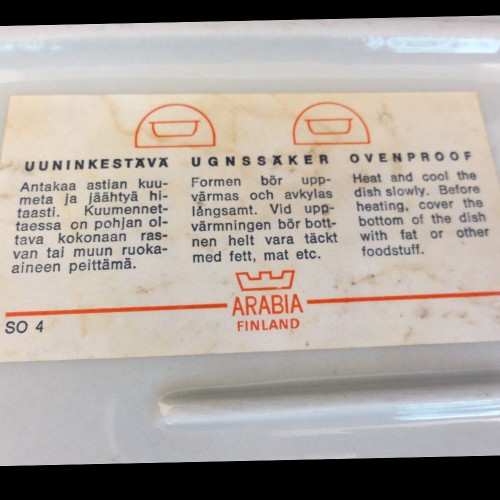 UUNINKESTÄVÄ
Antakaa astian kuu-
meta ja jäähtyä hi-
taasti. Kuumennet-
taessa on pohjan ol-
tava kokonaan ras-
van tai muun ruoka-
aineen peittämä.
UGNSSÄKER
Formen bör upp-
värmas och avkylas
långsamt. Vid upp-
värmningen bör bott-
nen helt vara täckt
med fett, mat etc.
OVENPROOF
Heat and cool the
dish slowly. Before
heating, cover the
bottom of the dish
with fat or other
foodstuff.
ARABIA
FINLAND
SO 4